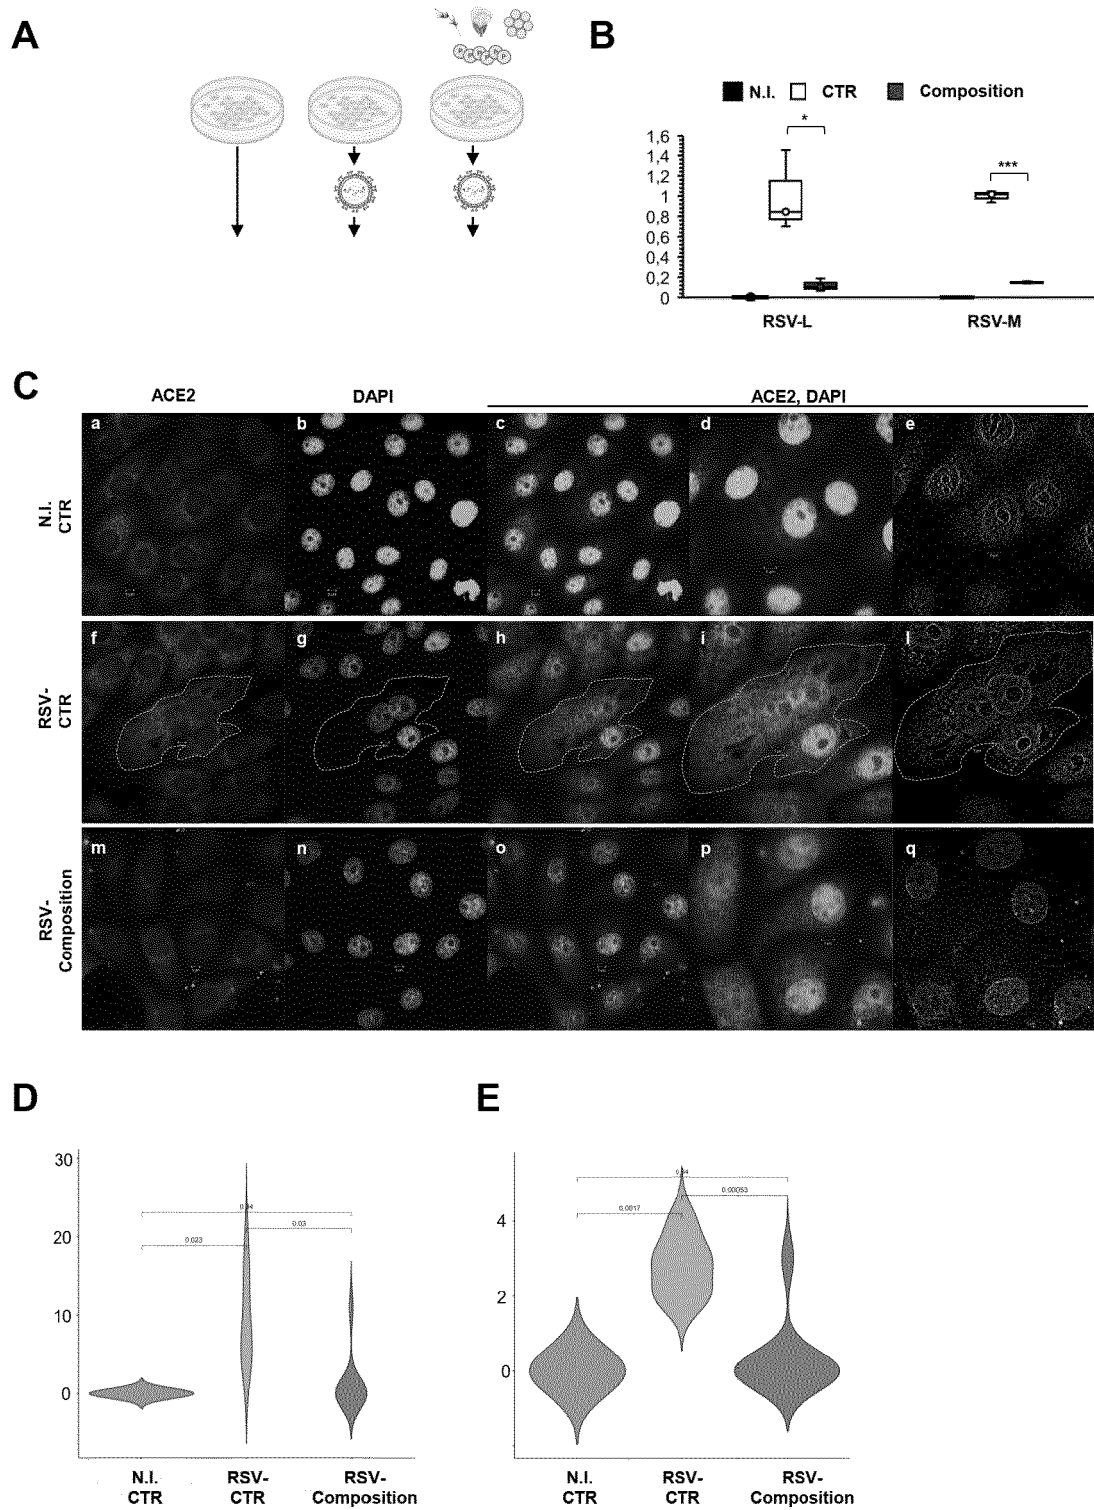 A
B
N.I. CTR Composition
*
***
1,6
1,4
1,2
1
0,8
0,6
0,4
0,2
0
RSV-L RSV-M
C
ACE2 DAPI ACE2, DAPI
N.I.
CTR
a b c d e
RSV-
CTR
f g h i l
RSV-
Composition
m n o p q
D
30
20
10
0
0.03
0.023
N.I.
CTR
RSV-
CTR
RSV-
Composition
E
4
2
0
0.00053
0.0017
N.I.
CTR
RSV-
CTR
RSV-
Composition